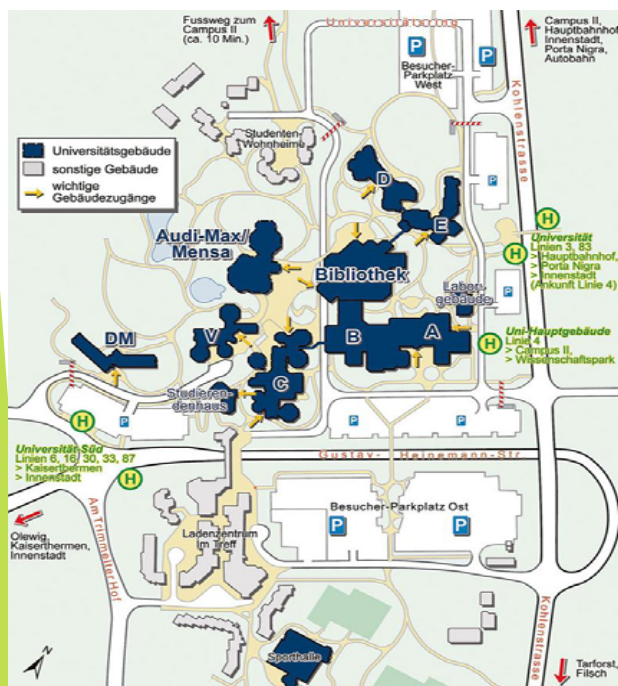 Fussweg zum
Campus II
(ca. 10 Min.)
Universitätsring
Campus II,
Hauptbahnhof,
Innenstadt,
Porta Nigra,
Autobahn
P
P
Besucher-
Parkplatz
West
Kohlenstrasse
Universitätsgebäude
sonstige Gebäude
wichtige
Gebäudezugänge
Studenten-
Wohnheime
P
D
E
H
H
Universität
Linien 3, 83
> Hauptbahnhof,
> Porta Nigra
> Innenstadt
(Ankunft Linie 4)
Audi-Max/
Mensa
Bibliothek
Labor-
gebäude
P
DM
V
B
A
H
Uni-Hauptgebäude
Linie 4
> Campus II,
> Wissenschaftspark
C
Studieren-
denhaus
H
P
P
P
Universität Süd
Linien 6, 16, 30, 33, 87
> Kaiserthermen
> Innenstadt
H
Gustav-Heinemann-Str
Besucher-Parkplatz Ost
P
P
Olewig,
Kaiserthermen,
Innenstadt
Am Trimmelter Hof
Ladenzentrum
Im Treff
Kohlenstrasse
Sporthalle
Tarforst,
Filsch